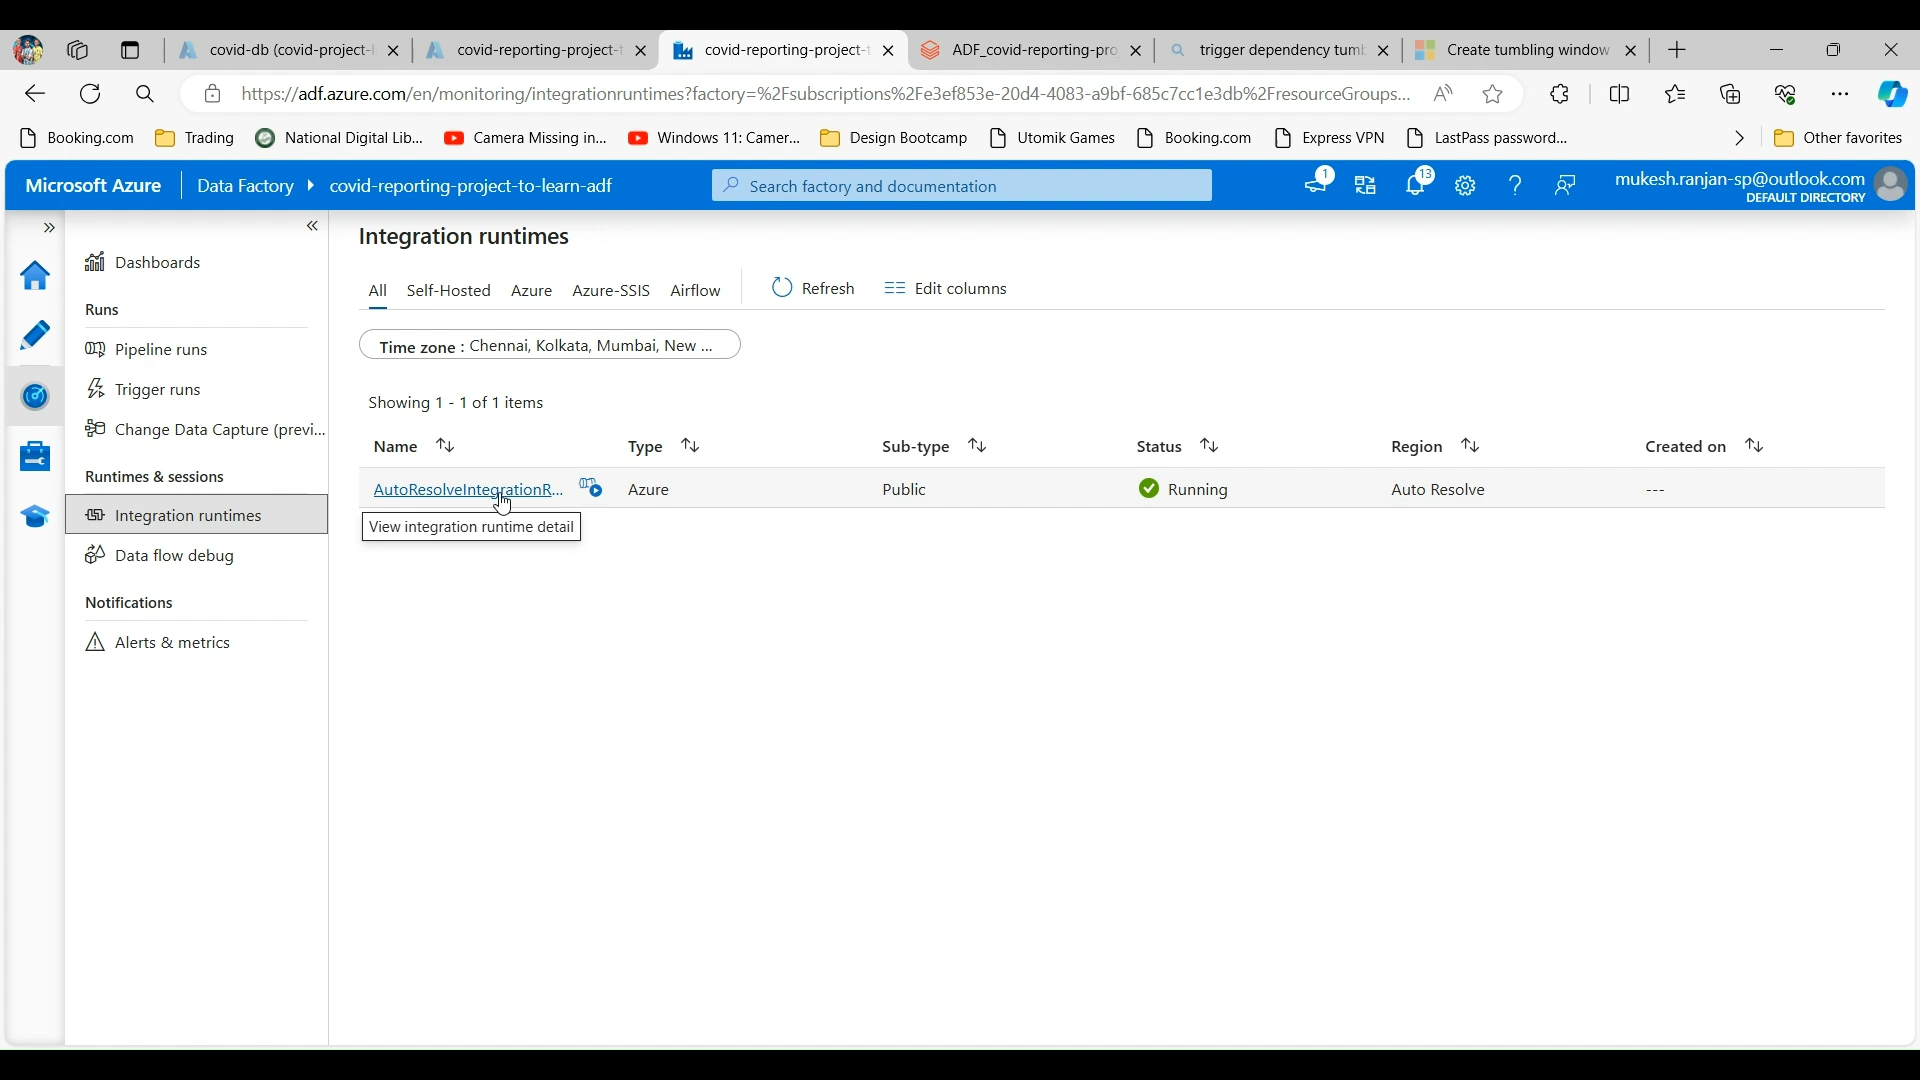 covid-db (covid-project-
covid-reporting-project-t
covid-reporting-project-t
ADF_covid-reporting-pro
trigger dependency tumb
Create tumbling window
https://adf.azure.com/en/monitoring/integrationruntimes?factory=%2Fsubscriptions%2Fe3ef853e-20d4-4083-a9bf-685c7cc1e3db%2FresourceGroups...
Booking.com
Trading
National Digital Lib...
Camera Missing in...
Windows 11: Camer...
Design Bootcamp
Utomik Games
Booking.com
Express VPN
LastPass password...
Other favorites
Microsoft Azure
Data Factory
covid-reporting-project-to-learn-adf
Search factory and documentation
1
13
mukesh.ranjan-sp@outlook.com
DEFAULT DIRECTORY
Dashboards
Runs
Pipeline runs
Trigger runs
Change Data Capture (previ...
Runtimes & sessions
Integration runtimes
Data flow debug
Notifications
Alerts & metrics
Integration runtimes
All
Self-Hosted
Azure
Azure-SSIS
Airflow
Refresh
Edit columns
Time zone : Chennai, Kolkata, Mumbai, New ...
Showing 1 - 1 of 1 items
Name
Type
Sub-type
Status
Region
Created on
AutoResolveIntegrationR...
Azure
Public
Running
Auto Resolve
---
View integration runtime detail